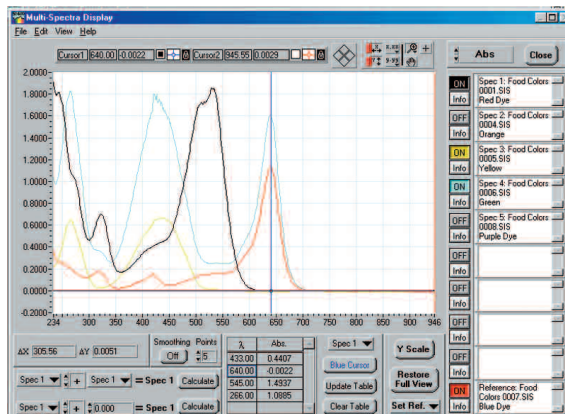 Multi-Spectra Display
File Edit View Help
Cursor1 640.00 -0.0022 Cursor2 945.55 0.0029
Abs Close
2.0000
1.8000
1.6000
1.4000
1.2000
1.0000
0.8000
0.6000
0.4000
0.2000
0.0000
-0.2000
234 300 350 400 450 500 550 600 650 700 750 800 850 900 946
ON Info Spec 1: Food Colors 0001.SIS Red Dye
OFF Info Spec 2: Food Colors 0004.SIS Orange
ON Info Spec 3: Food Colors 0005.SIS Yellow
ON Info Spec 4: Food Colors 0006.SIS Green
OFF Info Spec 5: Food Colors 0008.SIS Purple Dye
OFF Info
OFF Info
OFF Info
OFF Info
ON Info Reference: Food Colors 0007.SIS Blue Dye
ΔX 305.56 ΔY 0.0051
Smoothing Points
Off 5
Spec 1 + Spec 1 = Spec 1 Calculate
Spec 1 + 0.000 = Spec 1 Calculate
λ Abs.
433.00 0.4407
640.00 -0.0022
545.00 1.4937
266.00 1.0885
Spec 1
Blue Cursor
Update Table
Clear Table
Y Scale
Restore Full View
Set Ref.